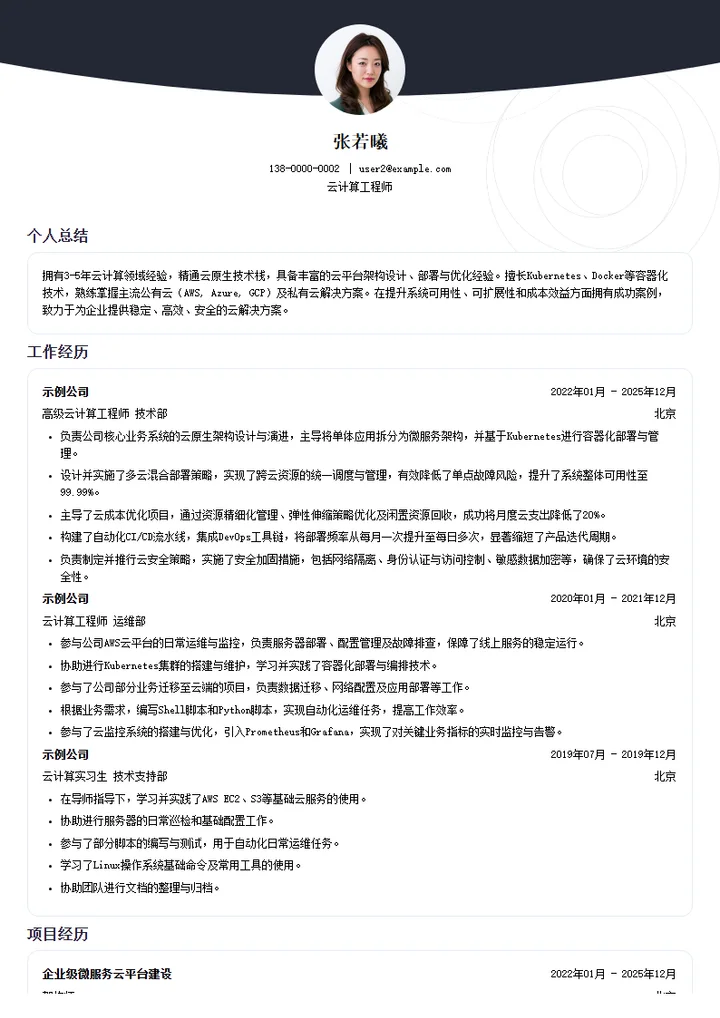 张若曦
138-0000-0002 | user2@example.com
云计算工程师
个人总结
拥有3-5年云计算领域经验，精通云原生技术栈，具备丰富的云平台架构设计、部署与优化经验。擅长Kubernetes、Docker等容器化
技术，熟练掌握主流公有云（AWS, Azure, GCP）及私有云解决方案。在提升系统可用性、可扩展性和成本效益方面拥有成功案例，
致力于为企业提供稳定、高效、安全的云解决方案。
工作经历
示例公司 2022年01月 - 2025年12月
高级云计算工程师 技术部 北京
• 负责公司核心业务系统的云原生架构设计与演进，主导将单体应用拆分为微服务架构，并基于Kubernetes进行容器化部署与管
理。
• 设计并实施了多云混合部署策略，实现了跨云资源的统一调度与管理，有效降低了单点故障风险，提升了系统整体可用性至
99.99%。
• 主导了云成本优化项目，通过资源精细化管理、弹性伸缩策略优化及闲置资源回收，成功将月度云支出降低了20%。
• 构建了自动化CI/CD流水线，集成DevOps工具链，将部署频率从每月一次提升至每日多次，显著缩短了产品迭代周期。
• 负责制定并推行云安全策略，实施了安全加固措施，包括网络隔离、身份认证与访问控制、敏感数据加密等，确保了云环境的安
全性。
示例公司 2020年01月 - 2021年12月
云计算工程师 运维部 北京
• 参与公司AWS云平台的日常运维与监控，负责服务器部署、配置管理及故障排查，保障了线上服务的稳定运行。
• 协助进行Kubernetes集群的搭建与维护，学习并实践了容器化部署与编排技术。
• 参与了公司部分业务迁移至云端的项目，负责数据迁移、网络配置及应用部署等工作。
• 根据业务需求，编写Shell脚本和Python脚本，实现自动化运维任务，提高工作效率。
• 参与了云监控系统的搭建与优化，引入Prometheus和Grafana，实现了对关键业务指标的实时监控与告警。
示例公司 2019年07月 - 2019年12月
云计算实习生 技术支持部 北京
• 在导师指导下，学习并实践了AWS EC2、S3等基础云服务的使用。
• 协助进行服务器的日常巡检和基础配置工作。
• 参与了部分脚本的编写与测试，用于自动化日常运维任务。
• 学习了Linux操作系统基础命令及常用工具的使用。
• 协助团队进行文档的整理与归档。
项目经历
企业级微服务云平台建设 2022年01月 - 2025年12月